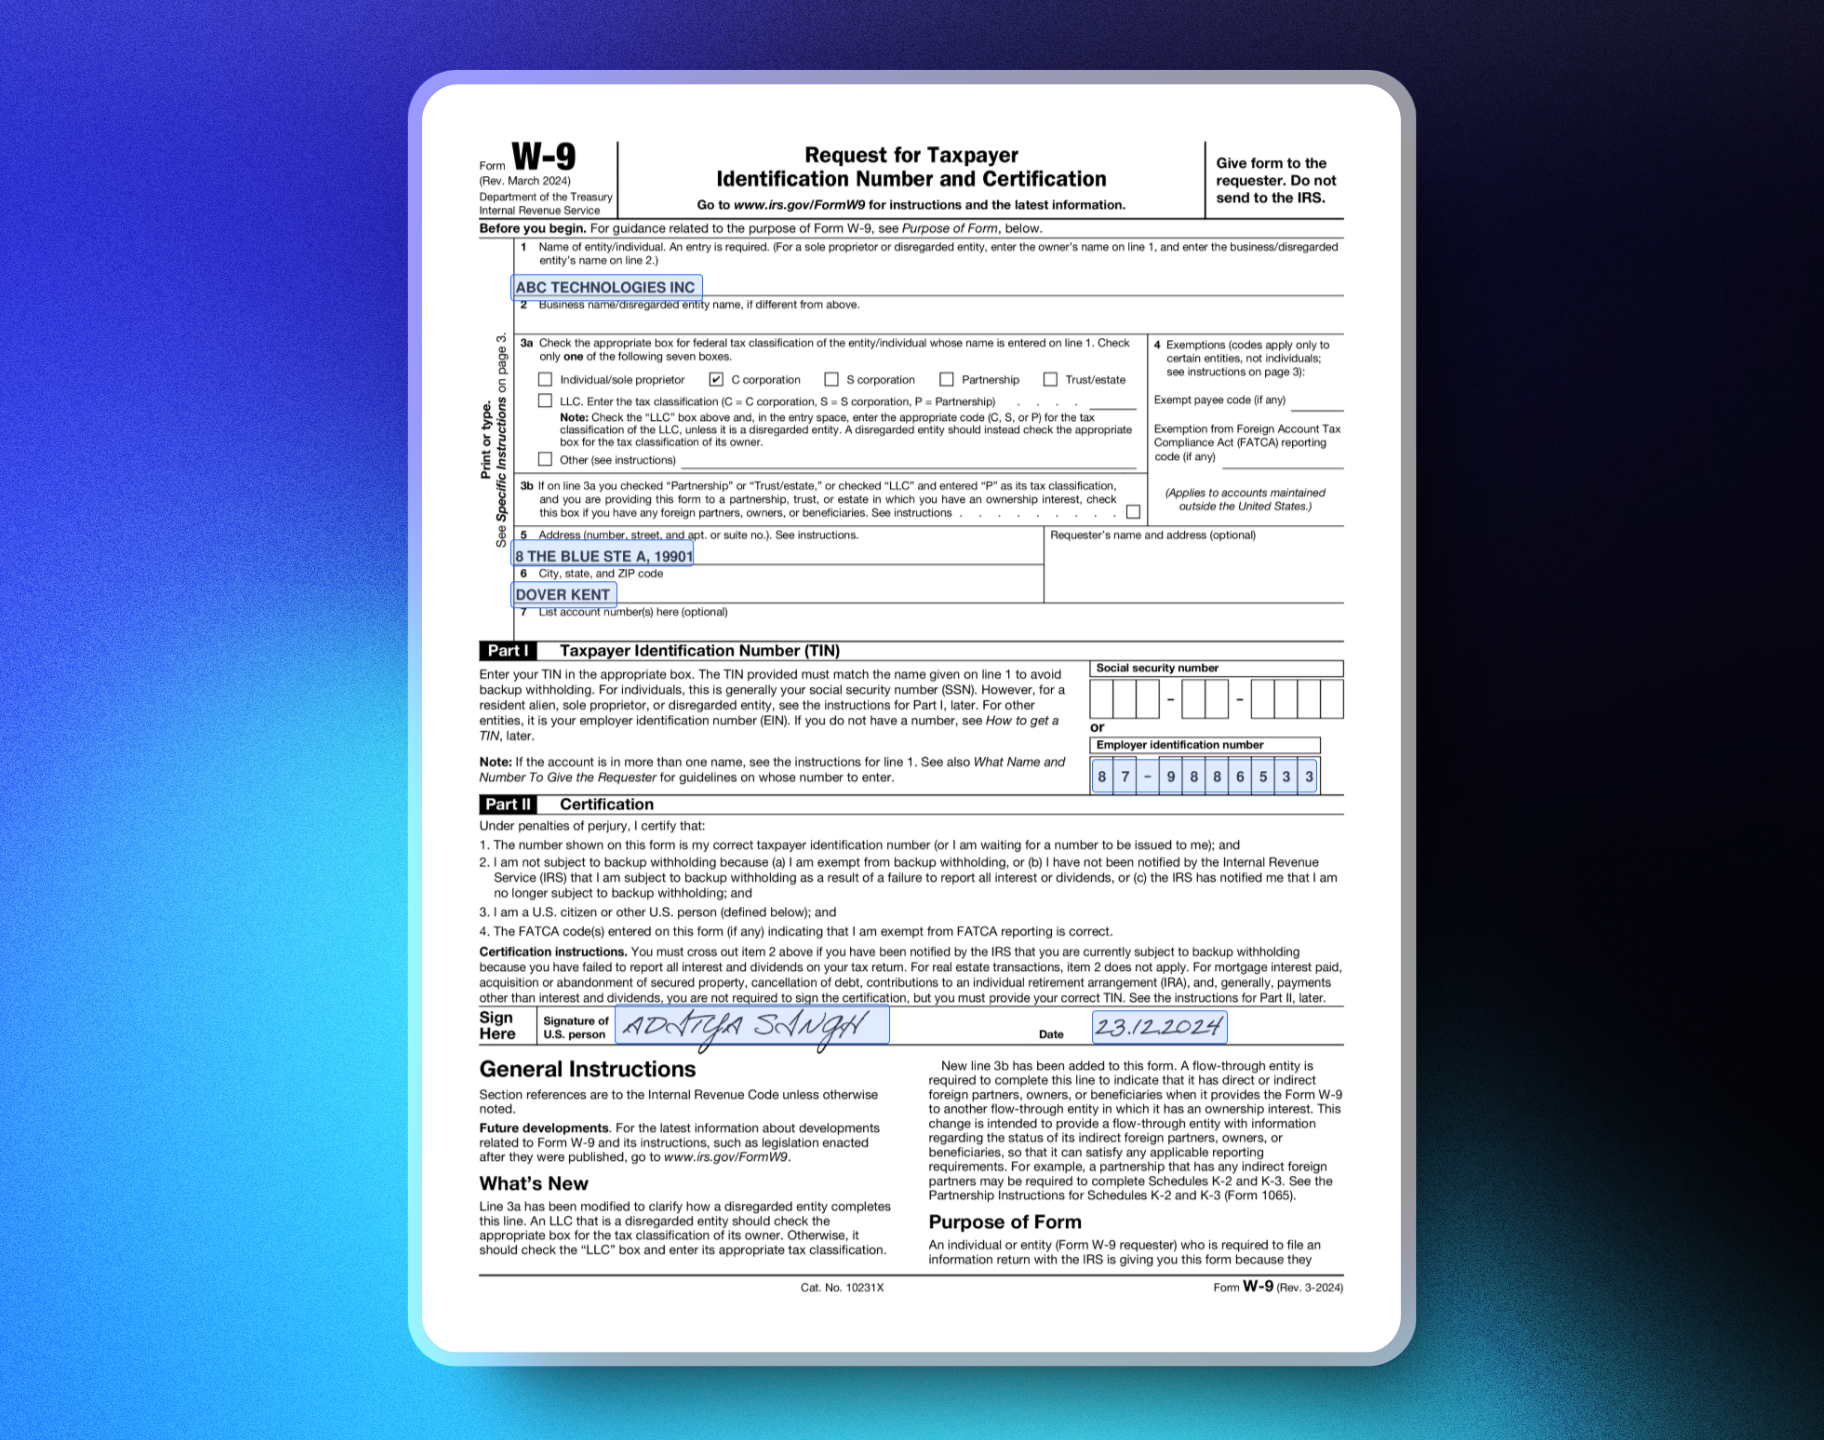 Form W-9
(Rev. March 2024)
Department of the Treasury
Internal Revenue Service
Request for Taxpayer
Identification Number and Certification
Go to www.irs.gov/FormW9 for instructions and the latest information.
Give form to the
requester. Do not
send to the IRS.
Before you begin. For guidance related to the purpose of Form W-9, see Purpose of Form, below.
Print or type.
See Specific Instructions on page 3.
1 Name of entity/individual. An entry is required. (For a sole proprietor or disregarded entity, enter the owner's name on line 1, and enter the business/disregarded
entity's name on line 2.)
ABC TECHNOLOGIES INC
2 Business name/disregarded entity name, if different from above.
3a Check the appropriate box for federal tax classification of the entity/individual whose name is entered on line 1. Check
only one of the following seven boxes.
Individual/sole proprietor ✔ C corporation S corporation Partnership Trust/estate
LLC. Enter the tax classification (C = C corporation, S = S corporation, P = Partnership) . . . .
Note: Check the “LLC” box above and, in the entry space, enter the appropriate code (C, S, or P) for the tax
classification of the LLC, unless it is a disregarded entity. A disregarded entity should instead check the appropriate
box for the tax classification of its owner.
Other (see instructions)
3b If on line 3a you checked “Partnership” or “Trust/estate,” or checked “LLC” and entered “P” as its tax classification,
and you are providing this form to a partnership, trust, or estate in which you have an ownership interest, check
this box if you have any foreign partners, owners, or beneficiaries. See instructions . . . . . . . . .
4 Exemptions (codes apply only to
certain entities, not individuals;
see instructions on page 3):
Exempt payee code (if any)
Exemption from Foreign Account Tax
Compliance Act (FATCA) reporting
code (if any)
(Applies to accounts maintained
outside the United States.)
5 Address (number, street, and apt. or suite no.). See instructions.
8 THE BLUE STE A, 19901
Requester's name and address (optional)
6 City, state, and ZIP code
DOVER KENT
7 List account number(s) here (optional)
Part I Taxpayer Identification Number (TIN)
Enter your TIN in the appropriate box. The TIN provided must match the name given on line 1 to avoid
backup withholding. For individuals, this is generally your social security number (SSN). However, for a
resident alien, sole proprietor, or disregarded entity, see the instructions for Part I, later. For other
entities, it is your employer identification number (EIN). If you do not have a number, see How to get a
TIN, later.
Note: If the account is in more than one name, see the instructions for line 1. See also What Name and
Number To Give the Requester for guidelines on whose number to enter.
Social security number
– –
or
Employer identification number
8 7 – 9 8 8 6 5 3 3
Part II Certification
Under penalties of perjury, I certify that:
1. The number shown on this form is my correct taxpayer identification number (or I am waiting for a number to be issued to me); and
2. I am not subject to backup withholding because (a) I am exempt from backup withholding, or (b) I have not been notified by the Internal Revenue
Service (IRS) that I am subject to backup withholding as a result of a failure to report all interest or dividends, or (c) the IRS has notified me that I am
no longer subject to backup withholding; and
3. I am a U.S. citizen or other U.S. person (defined below); and
4. The FATCA code(s) entered on this form (if any) indicating that I am exempt from FATCA reporting is correct.
Certification instructions. You must cross out item 2 above if you have been notified by the IRS that you are currently subject to backup withholding
because you have failed to report all interest and dividends on your tax return. For real estate transactions, item 2 does not apply. For mortgage interest paid,
acquisition or abandonment of secured property, cancellation of debt, contributions to an individual retirement arrangement (IRA), and, generally, payments
other than interest and dividends, you are not required to sign the certification, but you must provide your correct TIN. See the instructions for Part II, later.
Sign
Here
Signature of
U.S. person
ADITYA SINGH
Date
23.12.2024
General Instructions
Section references are to the Internal Revenue Code unless otherwise
noted.
Future developments. For the latest information about developments
related to Form W-9 and its instructions, such as legislation enacted
after they were published, go to www.irs.gov/FormW9.
What's New
Line 3a has been modified to clarify how a disregarded entity completes
this line. An LLC that is a disregarded entity should check the
appropriate box for the tax classification of its owner. Otherwise, it
should check the “LLC” box and enter its appropriate tax classification.
New line 3b has been added to this form. A flow-through entity is
required to complete this line to indicate that it has direct or indirect
foreign partners, owners, or beneficiaries when it provides the Form W-9
to another flow-through entity in which it has an ownership interest. This
change is intended to provide a flow-through entity with information
regarding the status of its indirect foreign partners, owners, or
beneficiaries, so that it can satisfy any applicable reporting
requirements. For example, a partnership that has any indirect foreign
partners may be required to complete Schedules K-2 and K-3. See the
Partnership Instructions for Schedules K-2 and K-3 (Form 1065).
Purpose of Form
An individual or entity (Form W-9 requester) who is required to file an
information return with the IRS is giving you this form because they
Cat. No. 10231X
Form W-9 (Rev. 3-2024)